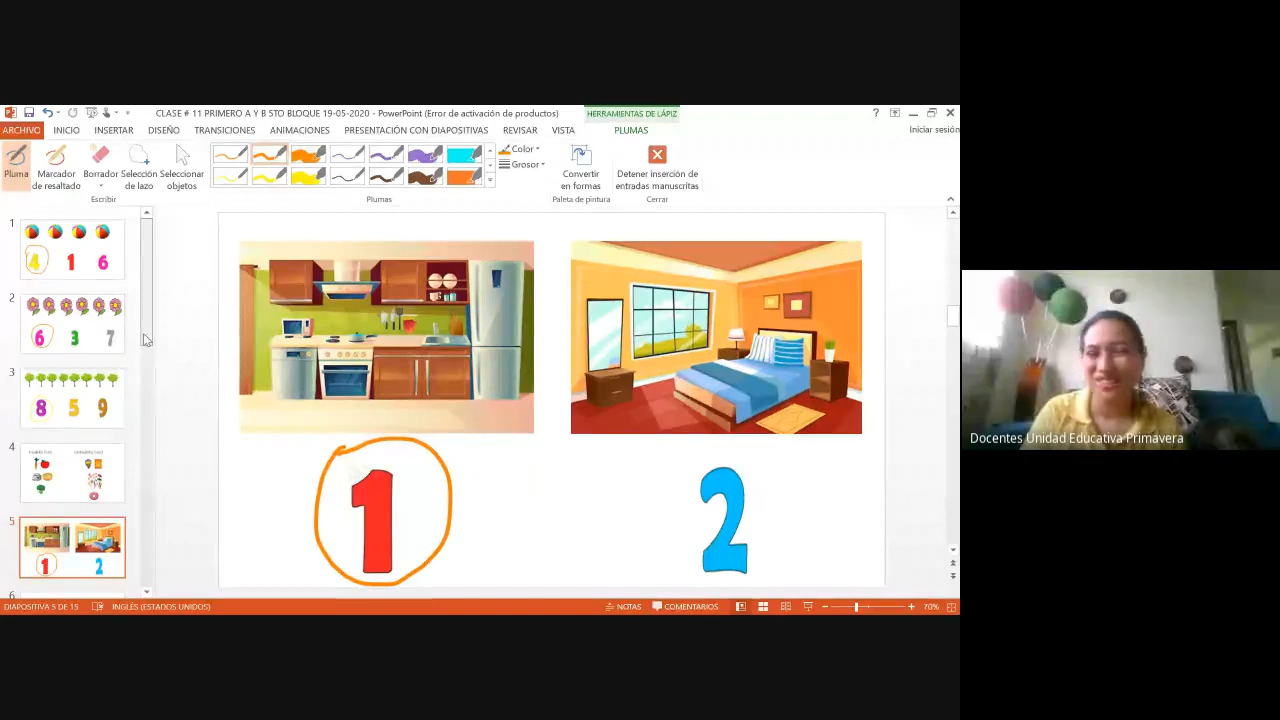 CLASE # 11 PRIMERO A Y B 5TO BLOQUE 19-05-2020 - PowerPoint (Error de activación de productos)
HERRAMIENTAS DE LÁPIZ
?
ARCHIVO INICIO INSERTAR DISEÑO TRANSICIONES ANIMACIONES PRESENTACIÓN CON DIAPOSITIVAS REVISAR VISTA PLUMAS Iniciar sesión
Pluma
Marcador de resaltado
Borrador
Selección de lazo
Seleccionar objetos
Color
Grosor
Convertir en formas
Detener inserción de entradas manuscritas
Escribir Plumas Paleta de pintura Cerrar
1
4 1 6
2
6 3 7
3
8 5 9
4
5
1 2
6
1 2
Docentes Unidad Educativa Primavera
DIAPOSITIVA 5 DE 15 INGLÉS (ESTADOS UNIDOS) NOTAS COMENTARIOS 70%